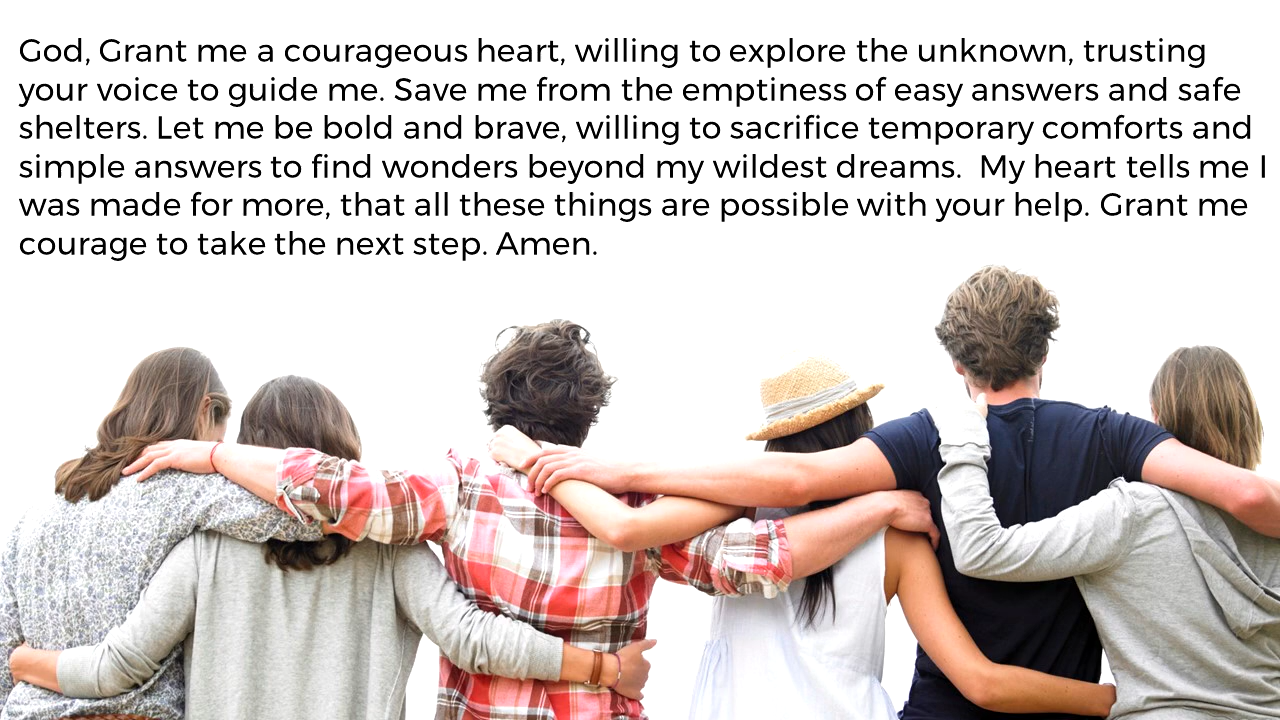 God, Grant me a courageous heart, willing to explore the unknown, trusting
your voice to guide me. Save me from the emptiness of easy answers and safe
shelters. Let me be bold and brave, willing to sacrifice temporary comforts and
simple answers to find wonders beyond my wildest dreams.  My heart tells me I
was made for more, that all these things are possible with your help. Grant me
courage to take the next step. Amen.